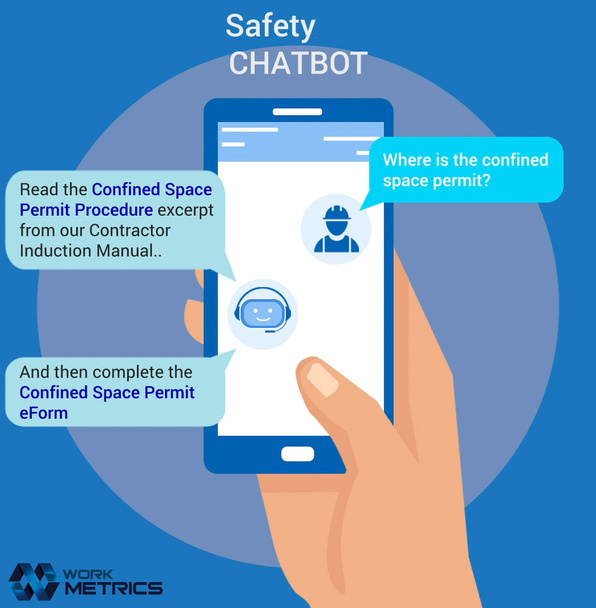 Safety
CHATBOT
Where is the confined
space permit?
Read the Confined Space
Permit Procedure excerpt
from our Contractor
Induction Manual..
And then complete the
Confined Space Permit
eForm
WORK
METRICS